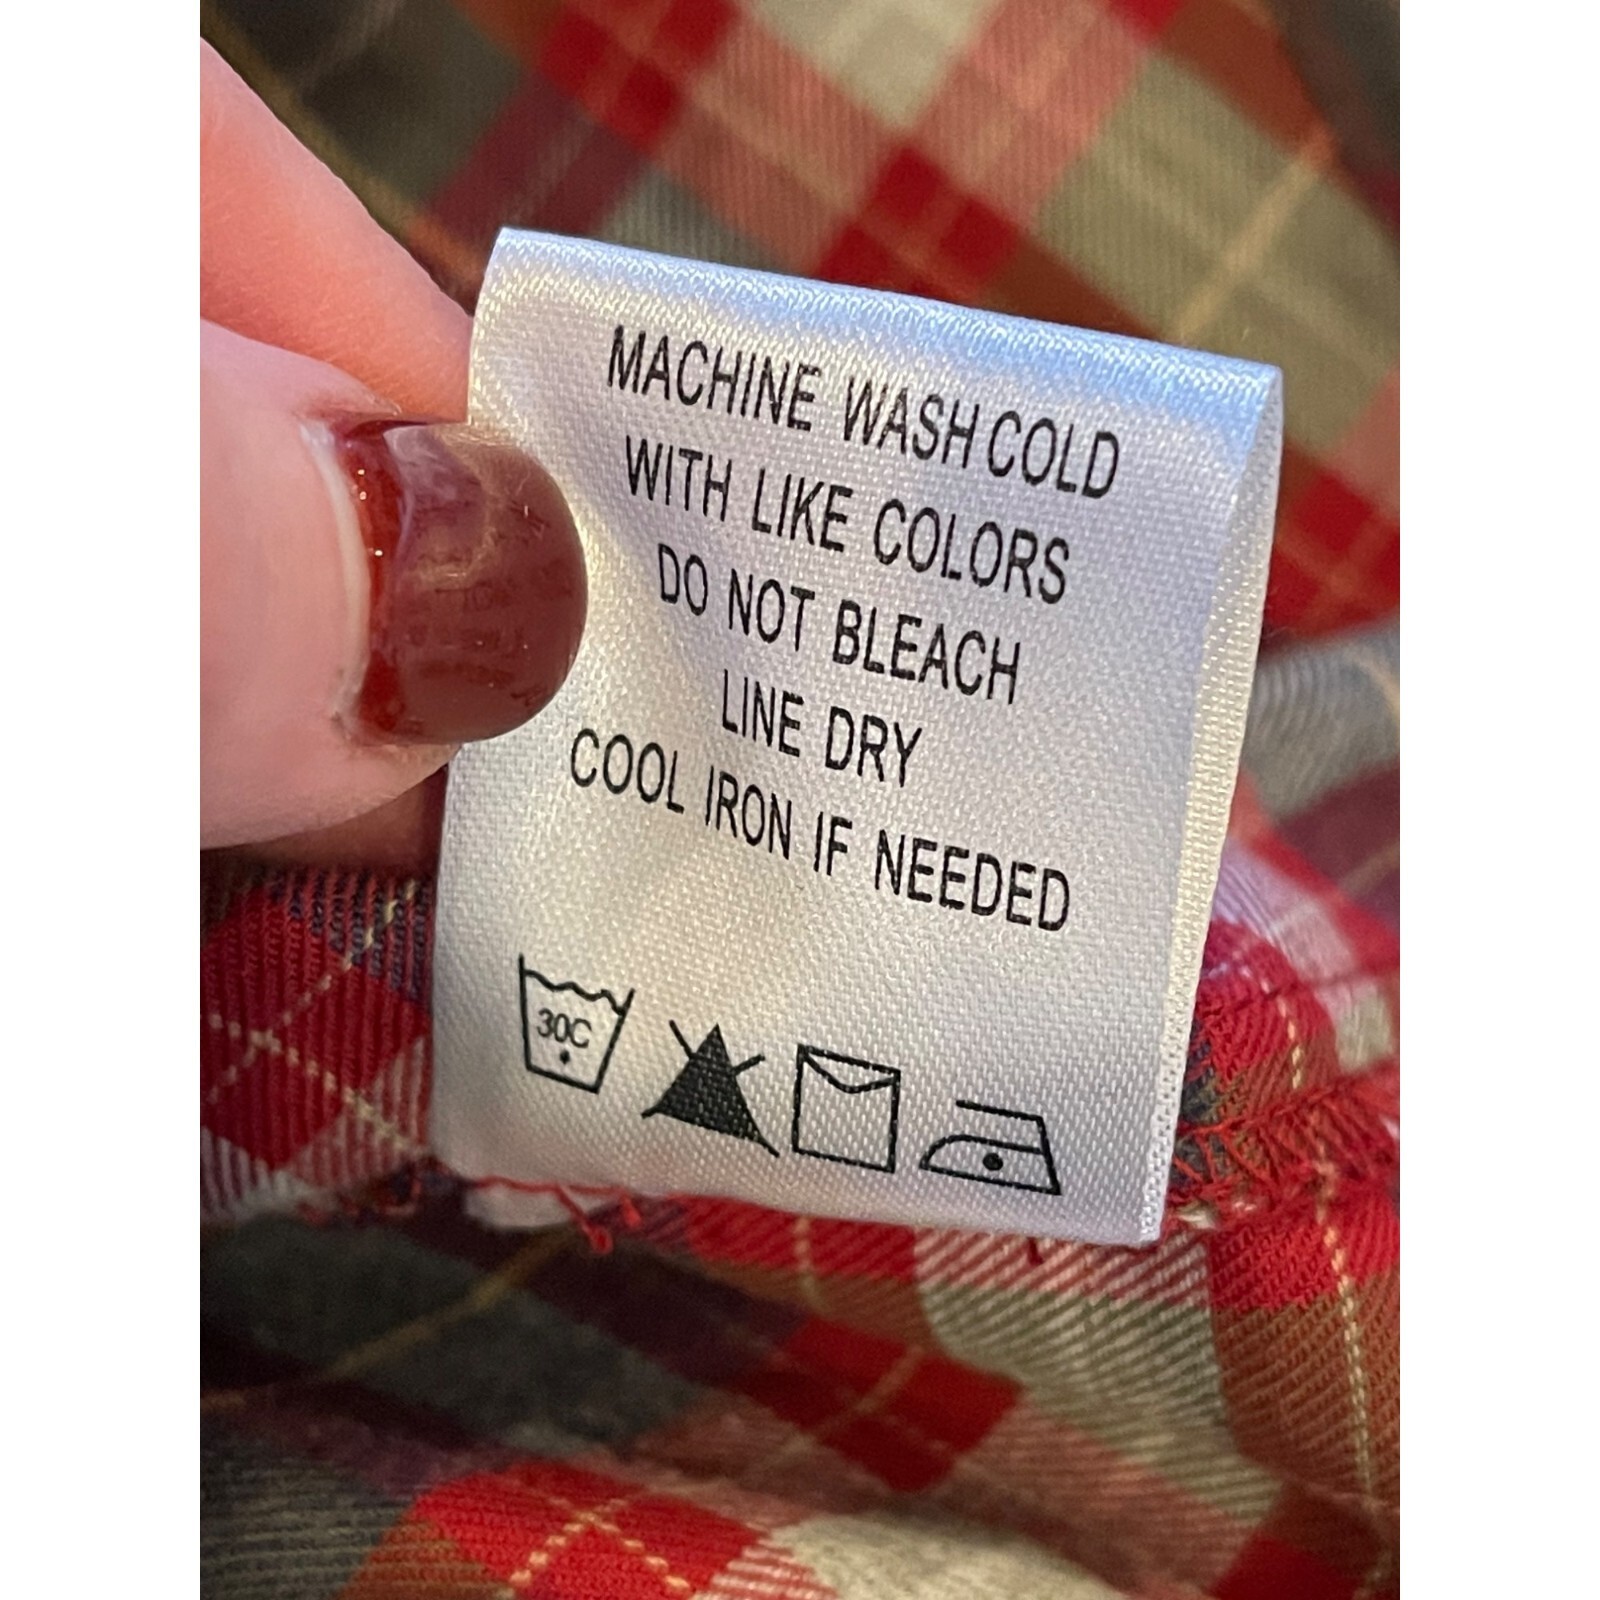 MACHINE WASH COLD
WITH LIKE COLORS
DO NOT BLEACH
LINE DRY
COOL IRON IF NEEDED
30C